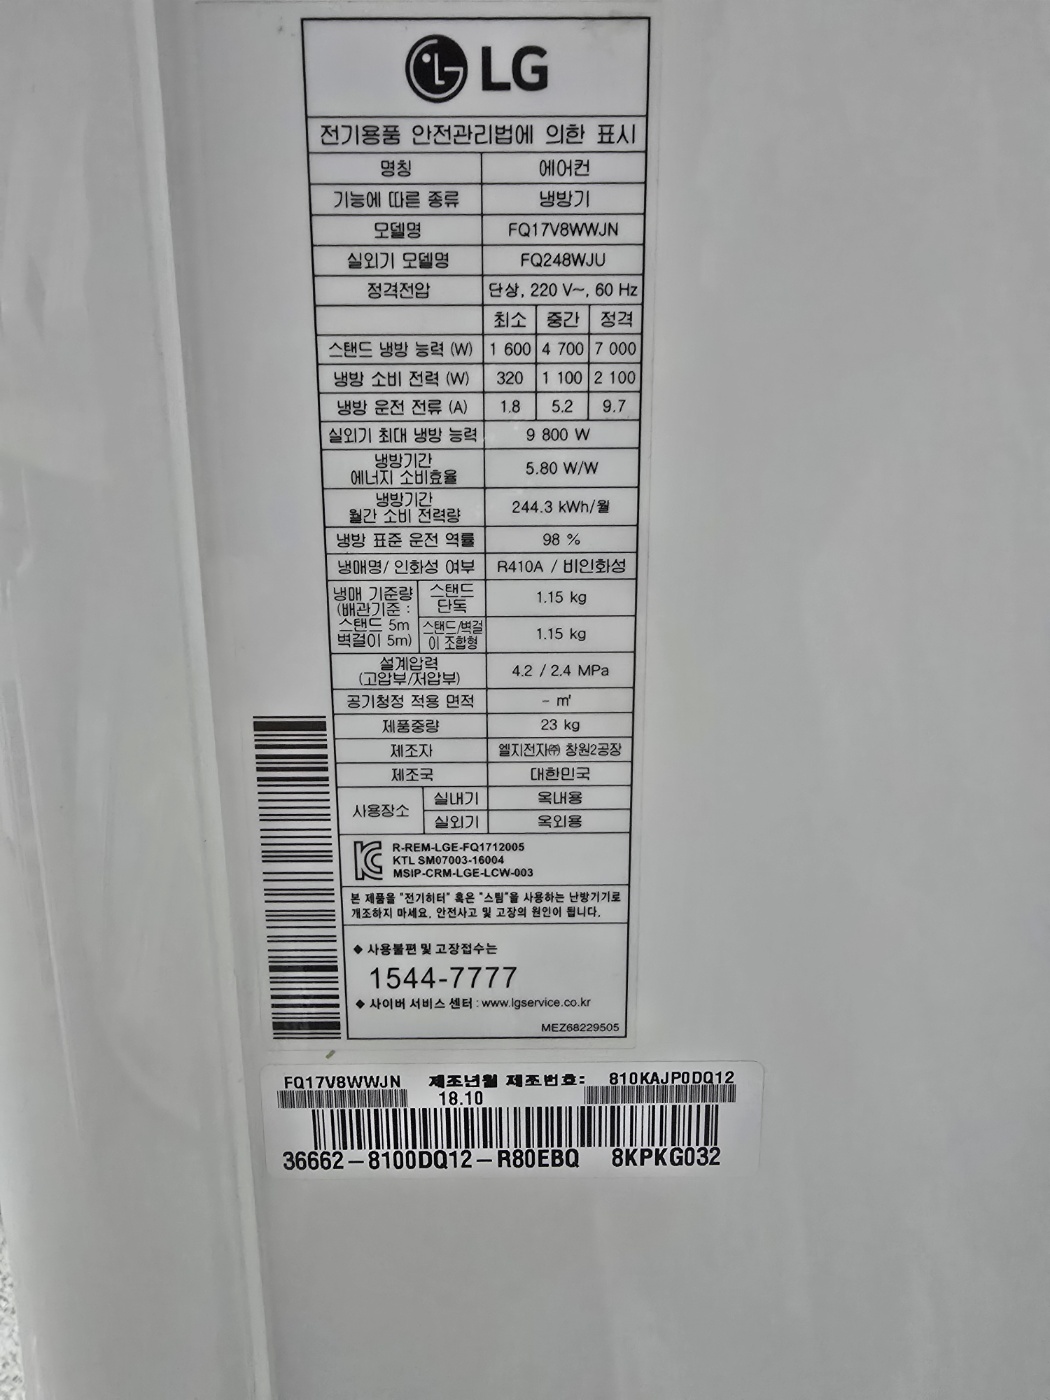 LG
전기용품 안전관리법에 의한 표시
명칭 에어컨
기능에 따른 종류 냉방기
모델명 FQ17V8WWJN
실외기 모델명 FQ248WJU
정격전압 단상, 220 V~, 60 Hz
최소 중간 정격
스탠드 냉방 능력 (W) 1 600 4 700 7 000
냉방 소비 전력 (W) 320 1 100 2 100
냉방 운전 전류 (A) 1.8 5.2 9.7
실외기 최대 냉방 능력 9 800 W
냉방기간
에너지 소비효율 5.80 W/W
냉방기간
월간 소비 전력량 244.3 kWh/월
냉방 표준 운전 역률 98 %
냉매명/ 인화성 여부 R410A / 비인화성
냉매 기준량
(배관기준 :
스탠드 5m
벽걸이 5m)
스탠드
단독 1.15 kg
스탠드/벽걸
이 조합형 1.15 kg
설계압력
(고압부/저압부) 4.2 / 2.4 MPa
공기청정 적용 면적 - ㎡
제품중량 23 kg
제조자 엘지전자㈜ 창원2공장
제조국 대한민국
사용장소 실내기 옥내용
실외기 옥외용
R-REM-LGE-FQ1712005
KTL SM07003-16004
MSIP-CRM-LGE-LCW-003
본 제품을 "전기히터" 혹은 "스팀"을 사용하는 난방기기로
개조하지 마세요. 안전사고 및 고장의 원인이 됩니다.
◆ 사용불편 및 고장접수는
1544-7777
◆ 사이버 서비스 센터 : www.lgservice.co.kr
MEZ68229505
FQ17V8WWJN 제조년월 제조번호: 810KAJP0DQ12
18.10
36662-8100DQ12-R80EBQ 8KPKG032